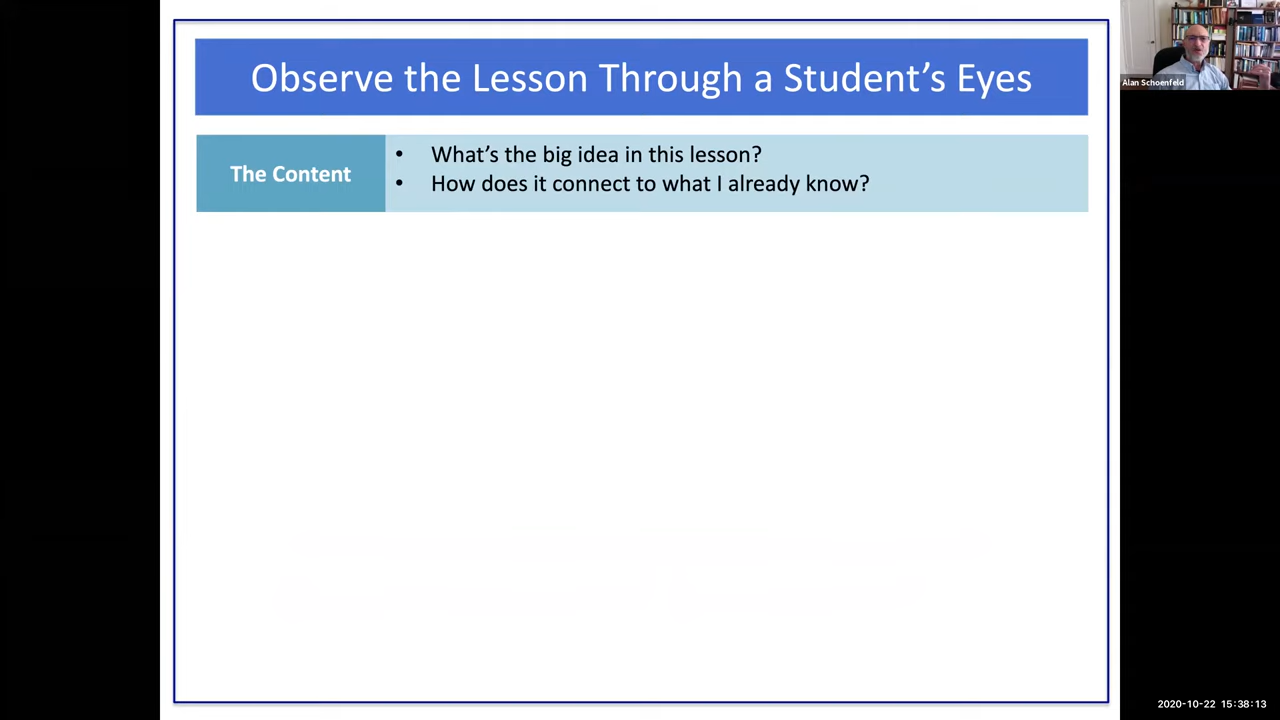 Observe the Lesson Through a Student's Eyes
The Content
• What's the big idea in this lesson?
• How does it connect to what I already know?
Alan Schoenfeld
2020-10-22 15:38:13